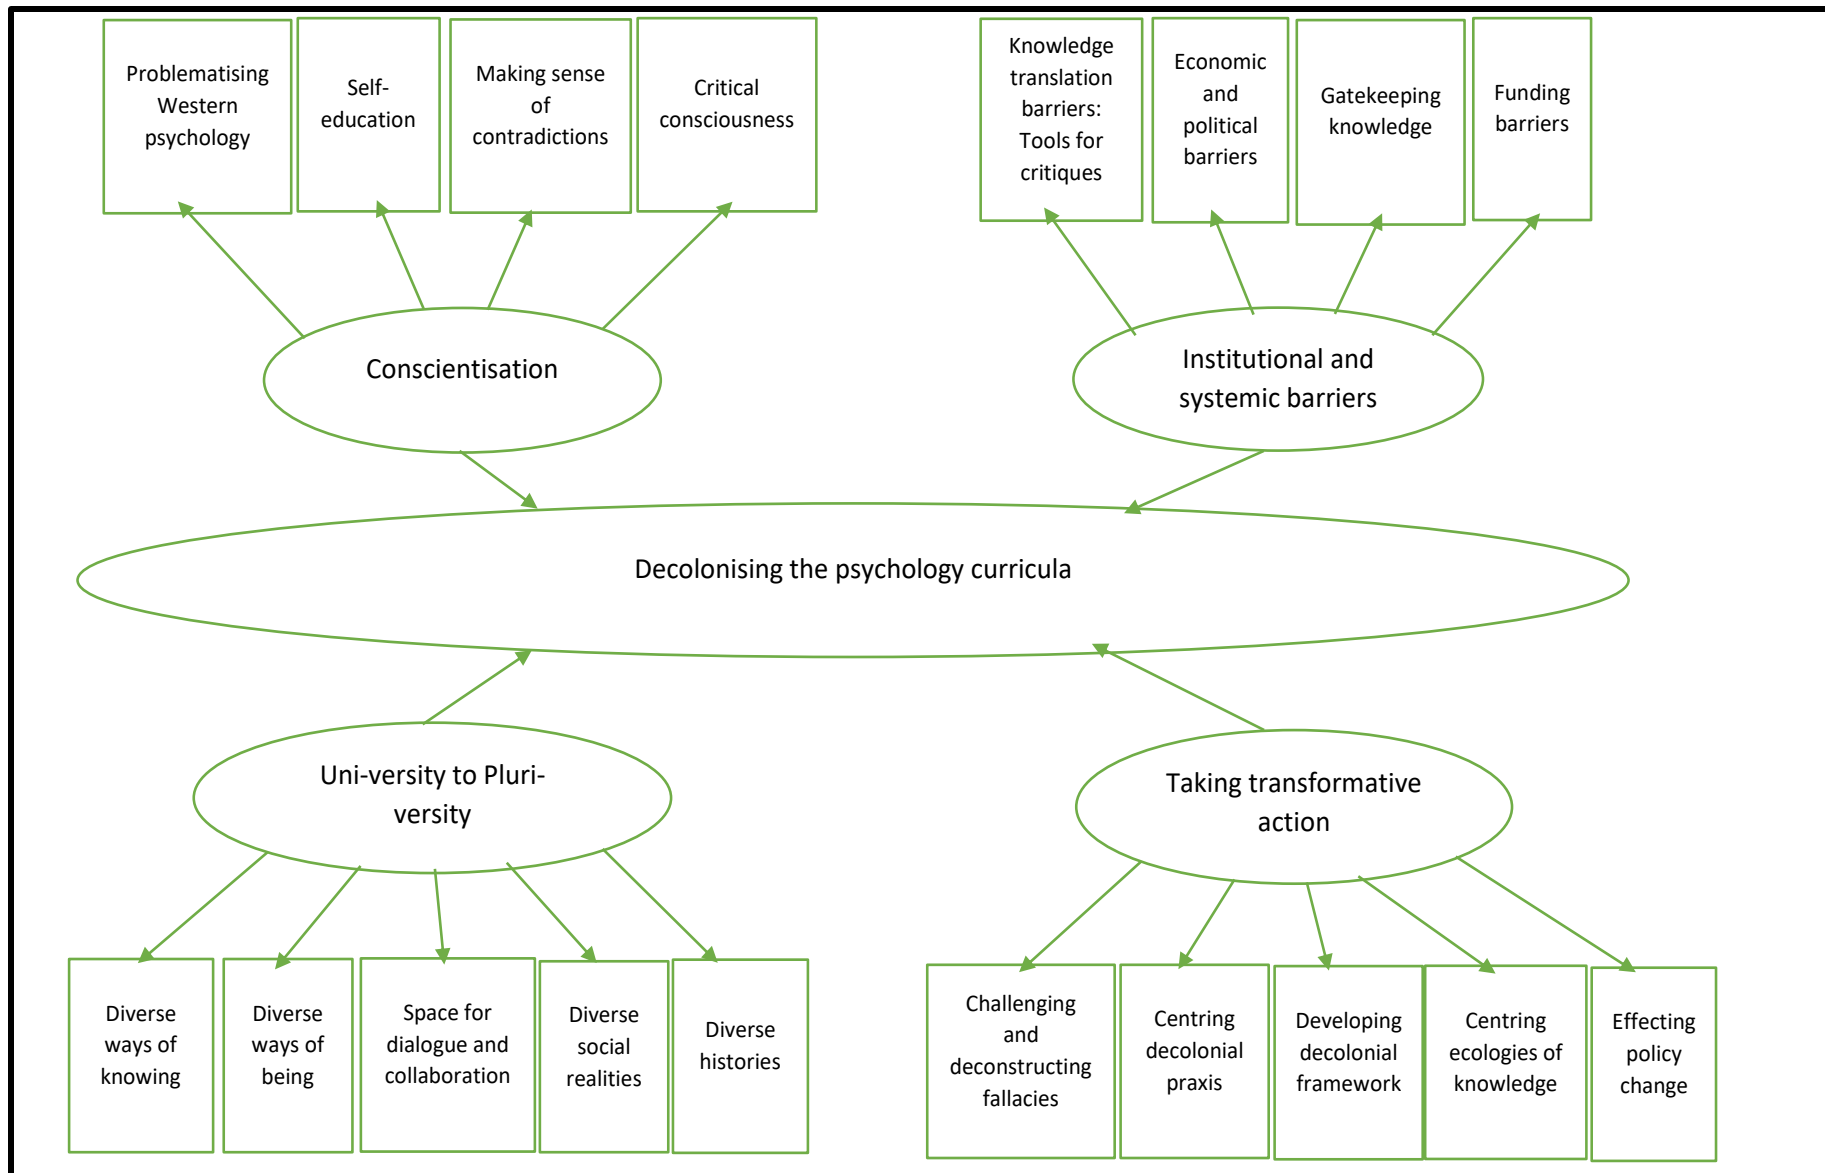 Problematising
Western
psychology
Self-
education
Making sense
of
contradictions
Critical
consciousness
Knowledge
translation
barriers:
Tools for
critiques
Economic
and
political
barriers
Gatekeeping
knowledge
Funding
barriers
Conscientisation
Institutional and
systemic barriers
Decolonising the psychology curricula
Uni-versity to Pluri-
versity
Taking transformative
action
Diverse
ways of
knowing
Diverse
ways of
being
Space for
dialogue and
collaboration
Diverse
social
realities
Diverse
histories
Challenging
and
deconstructing
fallacies
Centring
decolonial
praxis
Developing
decolonial
framework
Centring
ecologies of
knowledge
Effecting
policy
change